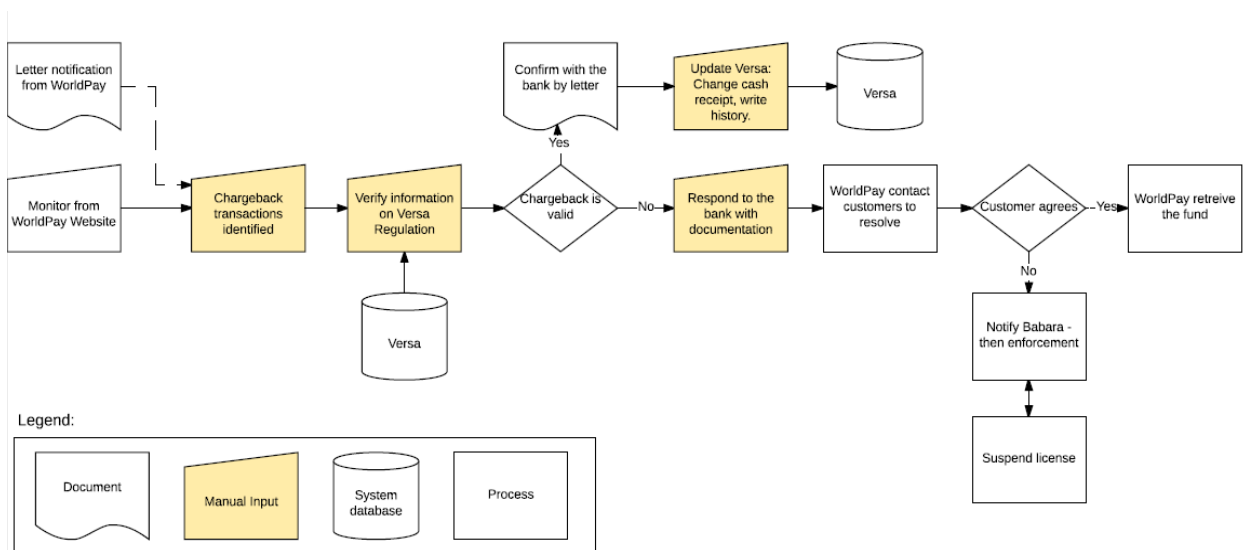 Letter notification
from WorldPay
Confirm with the
bank by letter
Update Versa:
Change cash
receipt, write
history.
Versa
Yes
Monitor from
WorldPay Website
Chargeback
transactions
identified
Verify information
on Versa
Regulation
Chargeback is
valid
No
Respond to the
bank with
documentation
WorldPay contact
customers to
resolve
Customer agrees
Yes
WorldPay retreive
the fund
No
Versa
Notify Babara -
then enforcement
Suspend license
Legend:
Document
Manual Input
System
database
Process